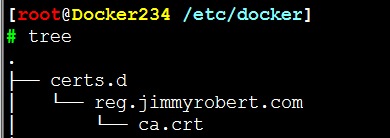 [root@Docker234 /etc/docker]
# tree
.
├── certs.d
│   └── reg.jimmyrobert.com
│       └── ca.crt